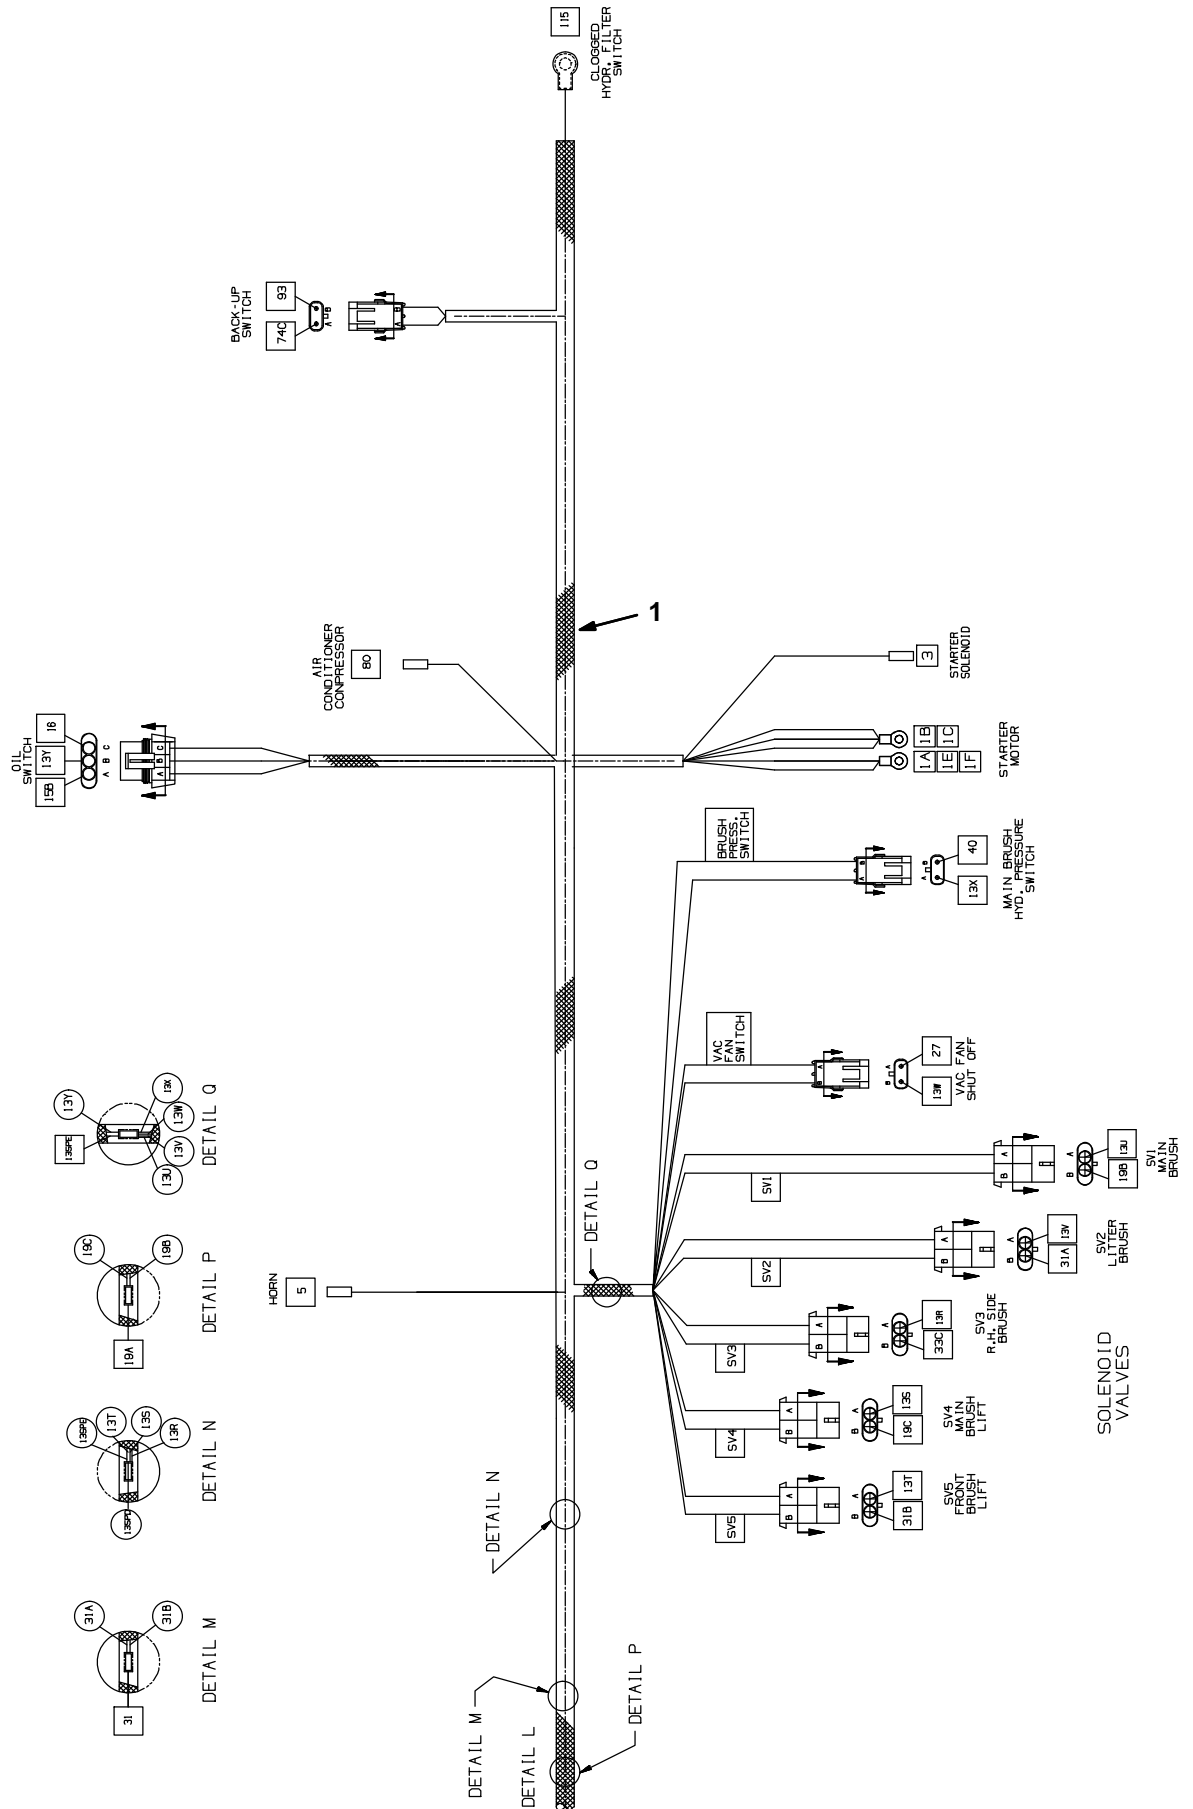 115
CLOGGED
HYDR. FILTER
SWITCH
BACK-UP
SWITCH
74C
93
A
B
A
B
OIL
SWITCH
15B
13Y
16
A B C
A
B
C
AIR
CONDITIONER
CONPRESSOR
80
1
3
STARTER
SOLENOID
1B
1C
1A
1E
1F
STARTER
MOTOR
BRUSH
PRESS.
SWITCH
A
B
A
B
13X
40
MAIN BRUSH
HYD. PRESSURE
SWITCH
VAC
FAN
SWITCH
B
A
B
A
13W
27
VAC FAN
SHUT OFF
SV1
B
A
B
A
19B
13U
SV1
MAIN
BRUSH
SV2
B
A
B
A
31A
13V
SV2
LITTER
BRUSH
SV3
B
A
B
A
33C
13R
SV3
R.H. SIDE
BRUSH
SV4
B
A
B
A
19C
13S
SV4
MAIN
BRUSH
LIFT
SV5
B
A
B
A
31B
13T
SV5
FRONT
BRUSH
LIFT
SOLENOID
VALVES
HORN
5
DETAIL Q
DETAIL N
DETAIL M
DETAIL L
DETAIL P
13SPE
13Y
13X
13W
13V
13U
DETAIL Q
19C
19B
19A
DETAIL P
13SPE
13T
13S
13R
13SPD
DETAIL N
31A
31B
31
DETAIL M